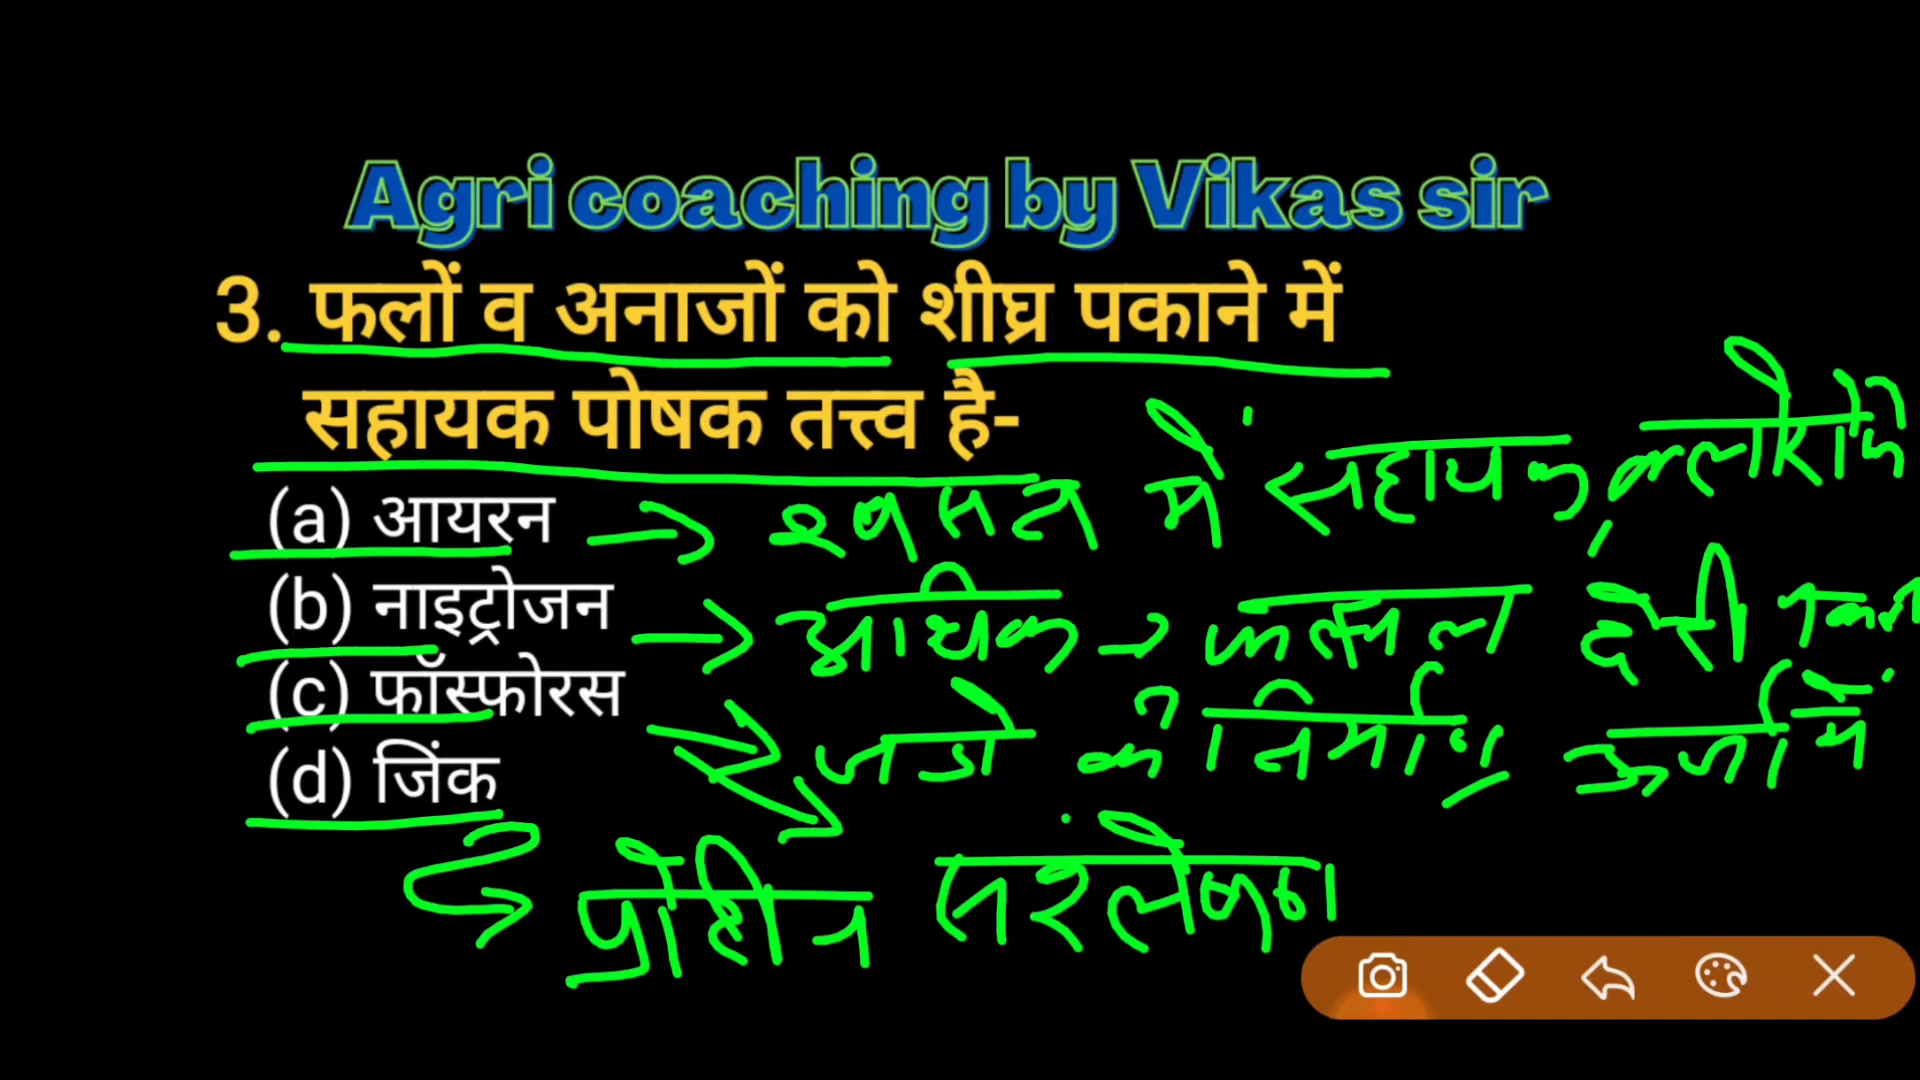 Agri coaching by Vikas sir
3. फलों व अनाजों को शीघ्र पकाने में
सहायक पोषक तत्त्व है-
(a) आयरन → श्वसन में सहायक,
(b) नाइट्रोजन → अधिक → फसल देरी
(c) फॉस्फोरस → जडो के निर्माण, ऊर्जा में
(d) जिंक
प्रोटीन संश्लेषण